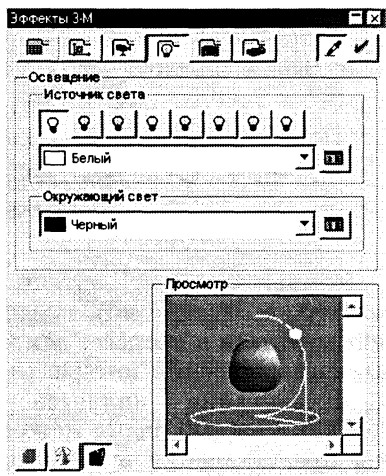 Эффекты 3-М
Освещение
Источник света
Белый
Окружающий свет
Черный
Просмотр